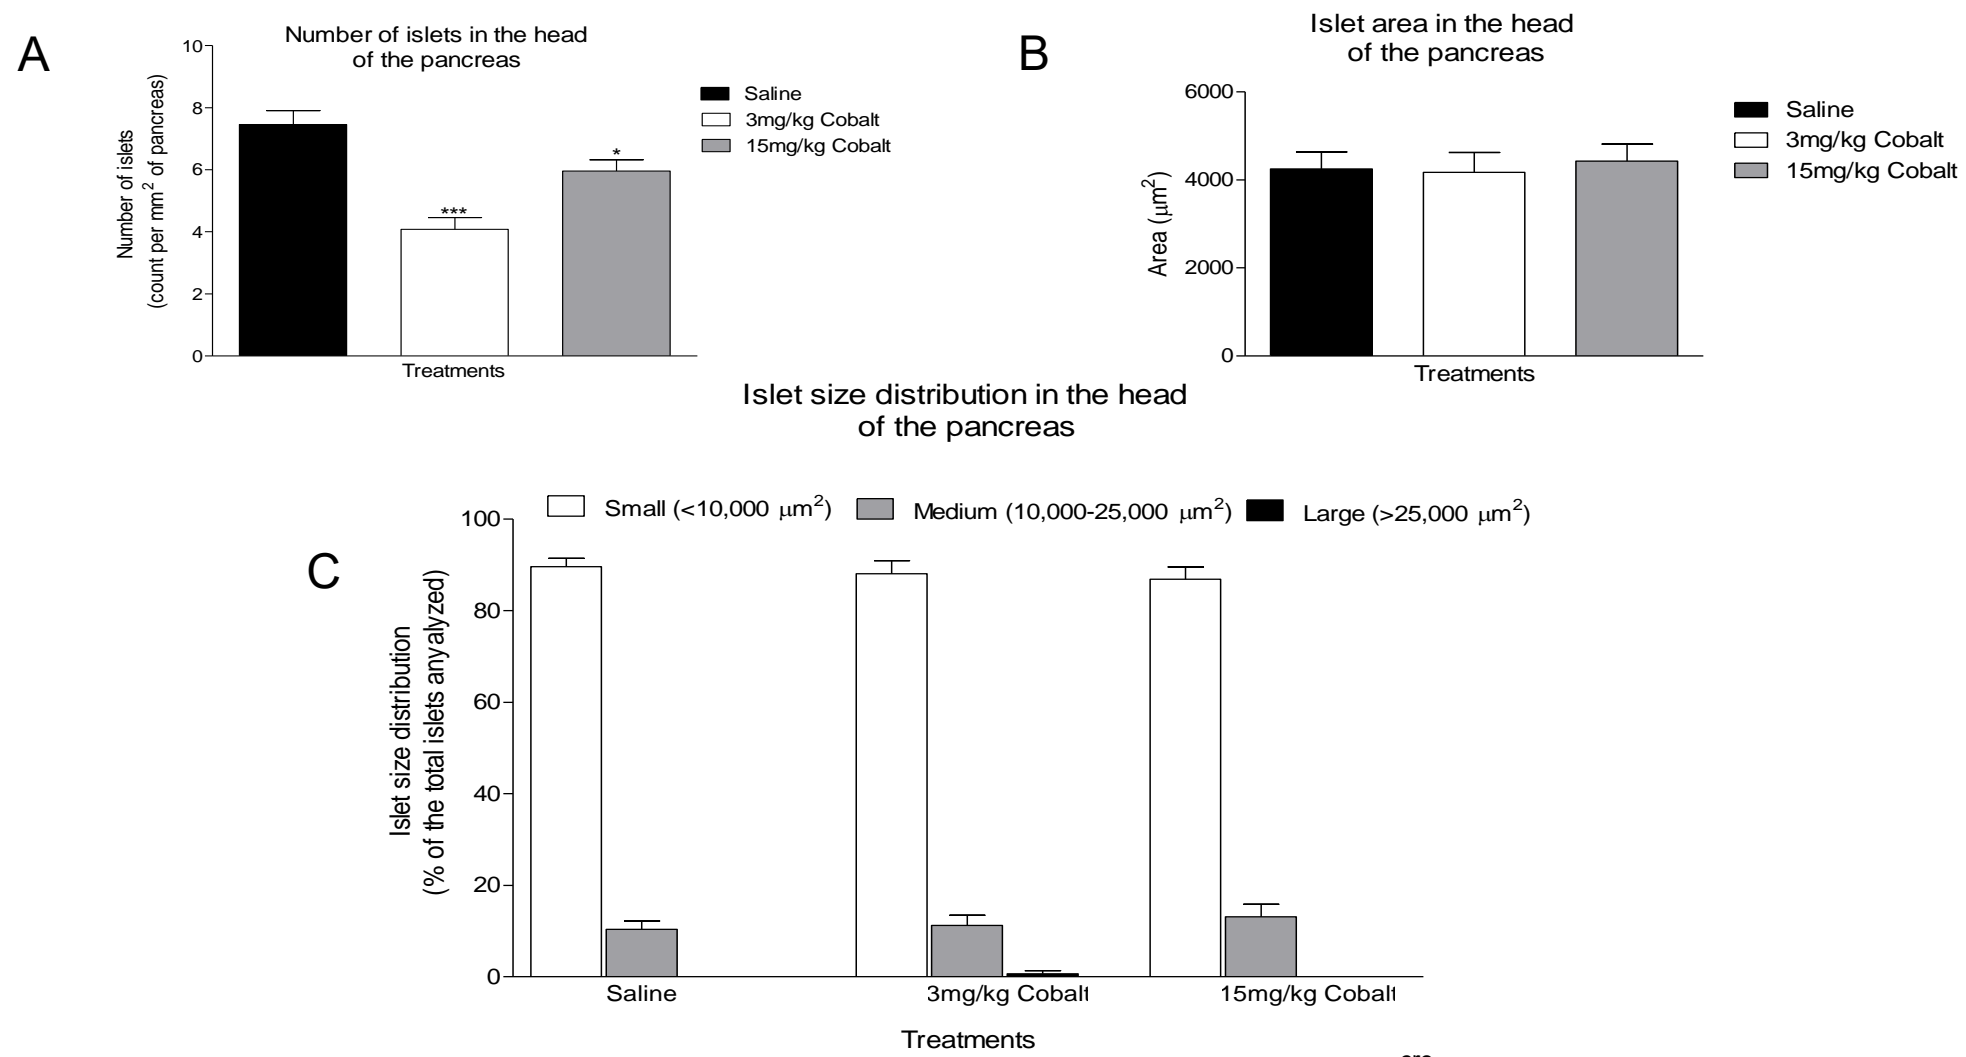 A
Number of islets in the head
of the pancreas
Number of islets
(count per mm² of pancreas)
10
8
6
4
2
0
***
*
Treatments
Saline
3mg/kg Cobalt
15mg/kg Cobalt
B
Islet area in the head
of the pancreas
Area (μm²)
6000
4000
2000
0
Treatments
Saline
3mg/kg Cobalt
15mg/kg Cobalt
Islet size distribution in the head
of the pancreas
C
Small (<10,000 μm²)
Medium (10,000-25,000 μm²)
Large (>25,000 μm²)
Islet size distribution
(% of the total islets anyalyzed)
100
80
60
40
20
0
Saline
3mg/kg Cobalt
15mg/kg Cobalt
Treatments